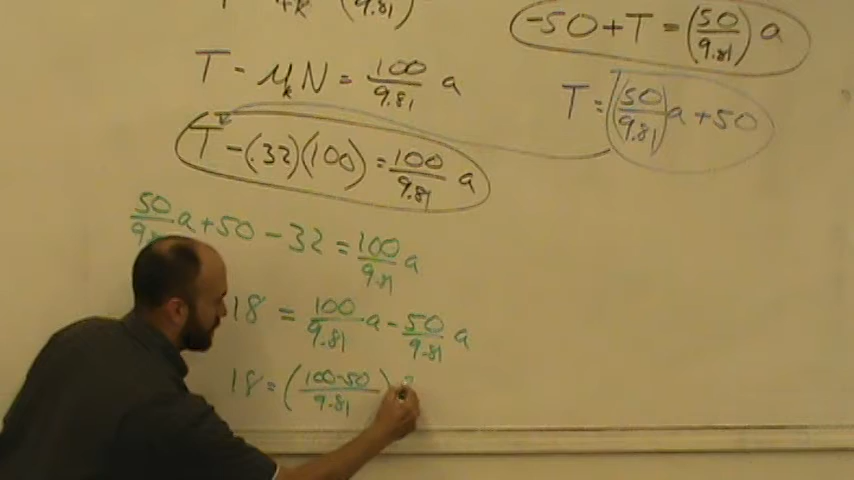 (9.81)
-50 + T = (50/9.81) a
T - μkN = 100/9.81 a
T = (50/9.81)a + 50
T - (.32)(100) = 100/9.81 a
50/9.81 a + 50 - 32 = 100/9.81 a
18 = 100/9.81 a - 50/9.81 a
18 = (100-50/9.81)